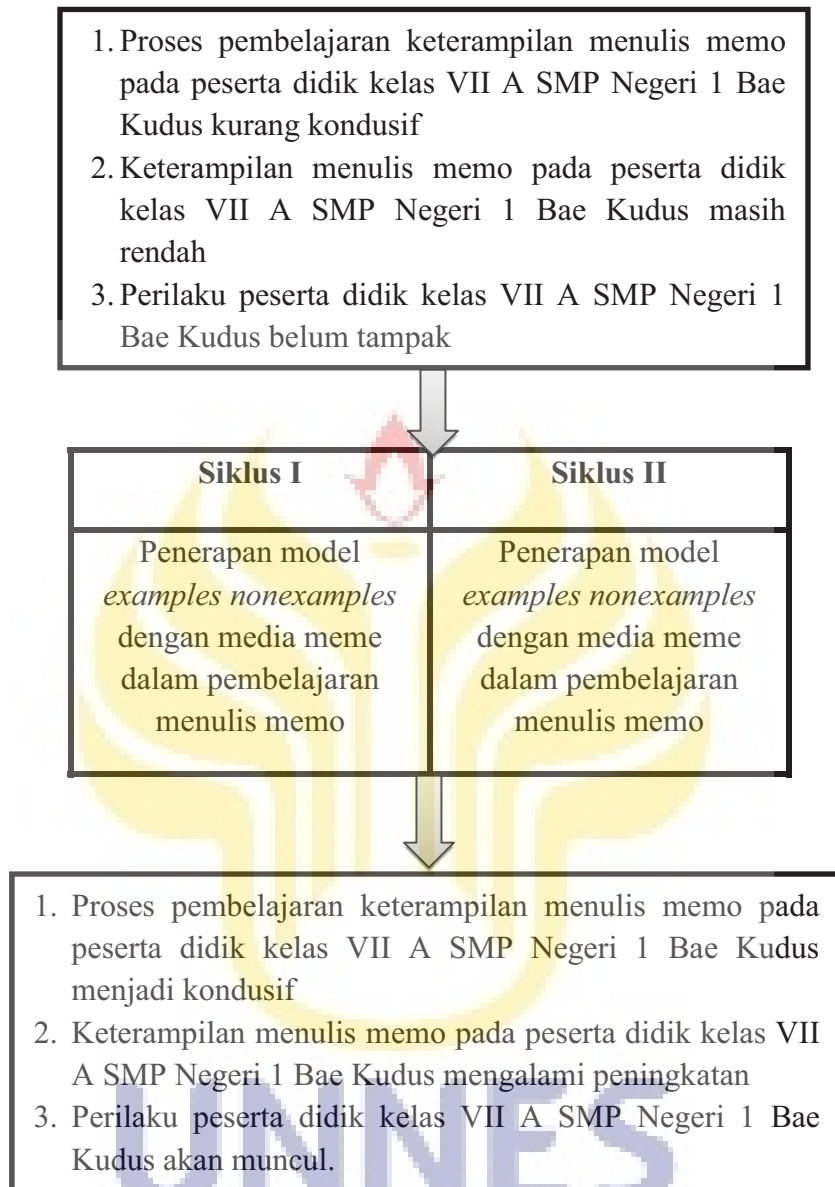 1. Proses pembelajaran keterampilan menulis memo
pada peserta didik kelas VII A SMP Negeri 1 Bae
Kudus kurang kondusif
2. Keterampilan menulis memo pada peserta didik
kelas VII A SMP Negeri 1 Bae Kudus masih
rendah
3. Perilaku peserta didik kelas VII A SMP Negeri 1
Bae Kudus belum tampak
Siklus I
Penerapan model
examples nonexamples
dengan media meme
dalam pembelajaran
menulis memo
Siklus II
Penerapan model
examples nonexamples
dengan media meme
dalam pembelajaran
menulis memo
1. Proses pembelajaran keterampilan menulis memo pada
peserta didik kelas VII A SMP Negeri 1 Bae Kudus
menjadi kondusif
2. Keterampilan menulis memo pada peserta didik kelas VII
A SMP Negeri 1 Bae Kudus mengalami peningkatan
3. Perilaku peserta didik kelas VII A SMP Negeri 1 Bae
Kudus akan muncul.
UNNES